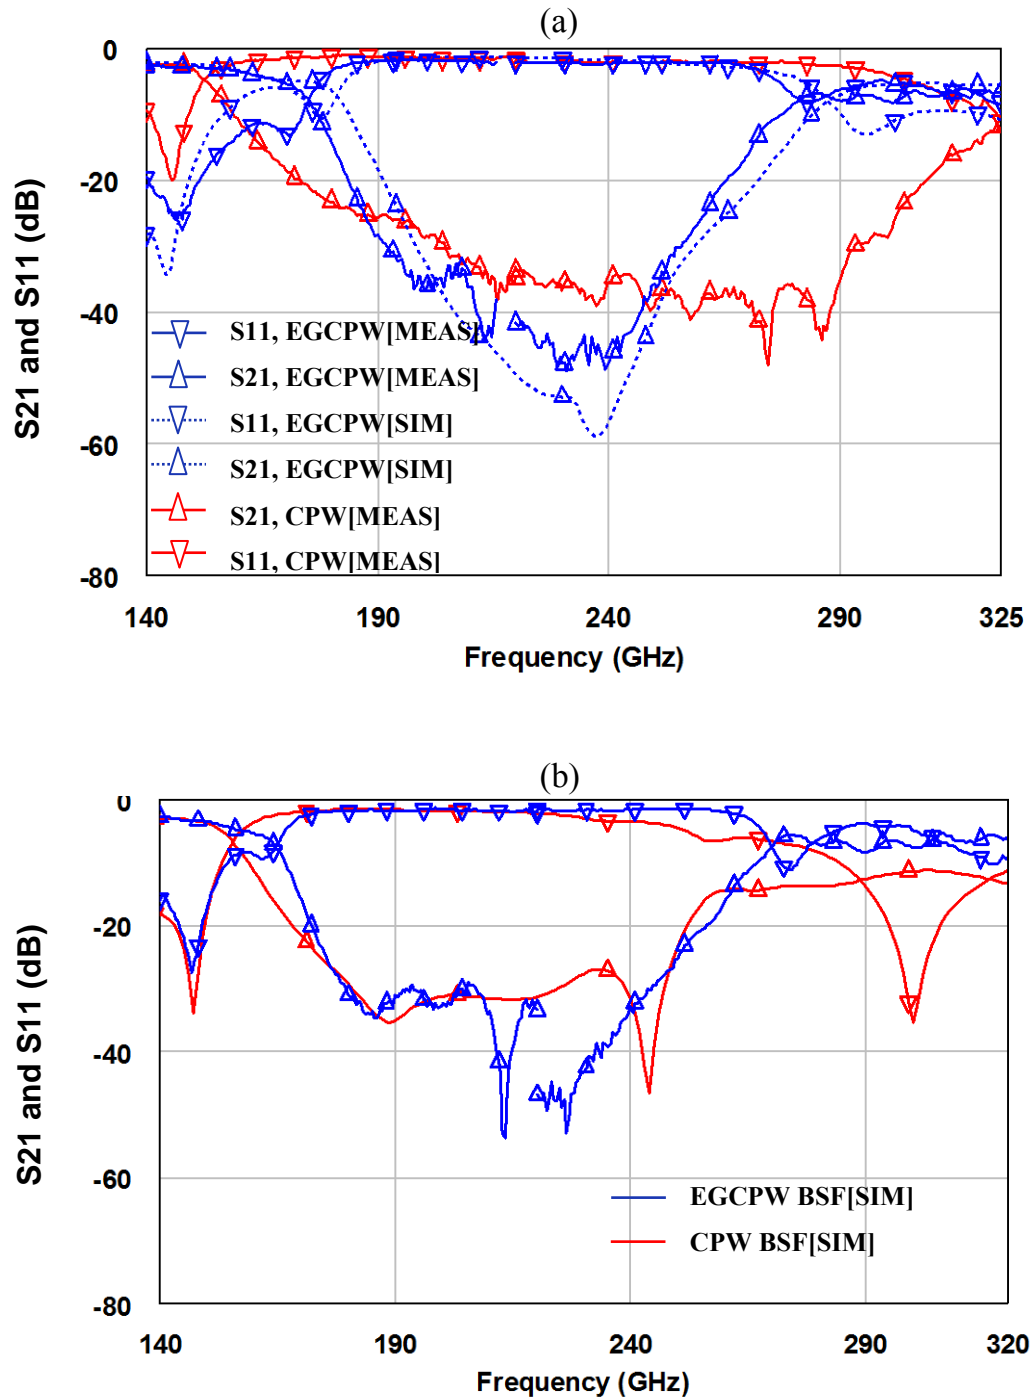 (a)
0
-20
-40
-60
-80
S21 and S11 (dB)
S11, EGCPW[MEAS]
S21, EGCPW[MEAS]
S11, EGCPW[SIM]
S21, EGCPW[SIM]
S21, CPW[MEAS]
S11, CPW[MEAS]
140 190 240 290 325
Frequency (GHz)
(b)
0
-20
-40
-60
-80
S21 and S11 (dB)
EGCPW BSF[SIM]
CPW BSF[SIM]
140 190 240 290 320
Frequency (GHz)